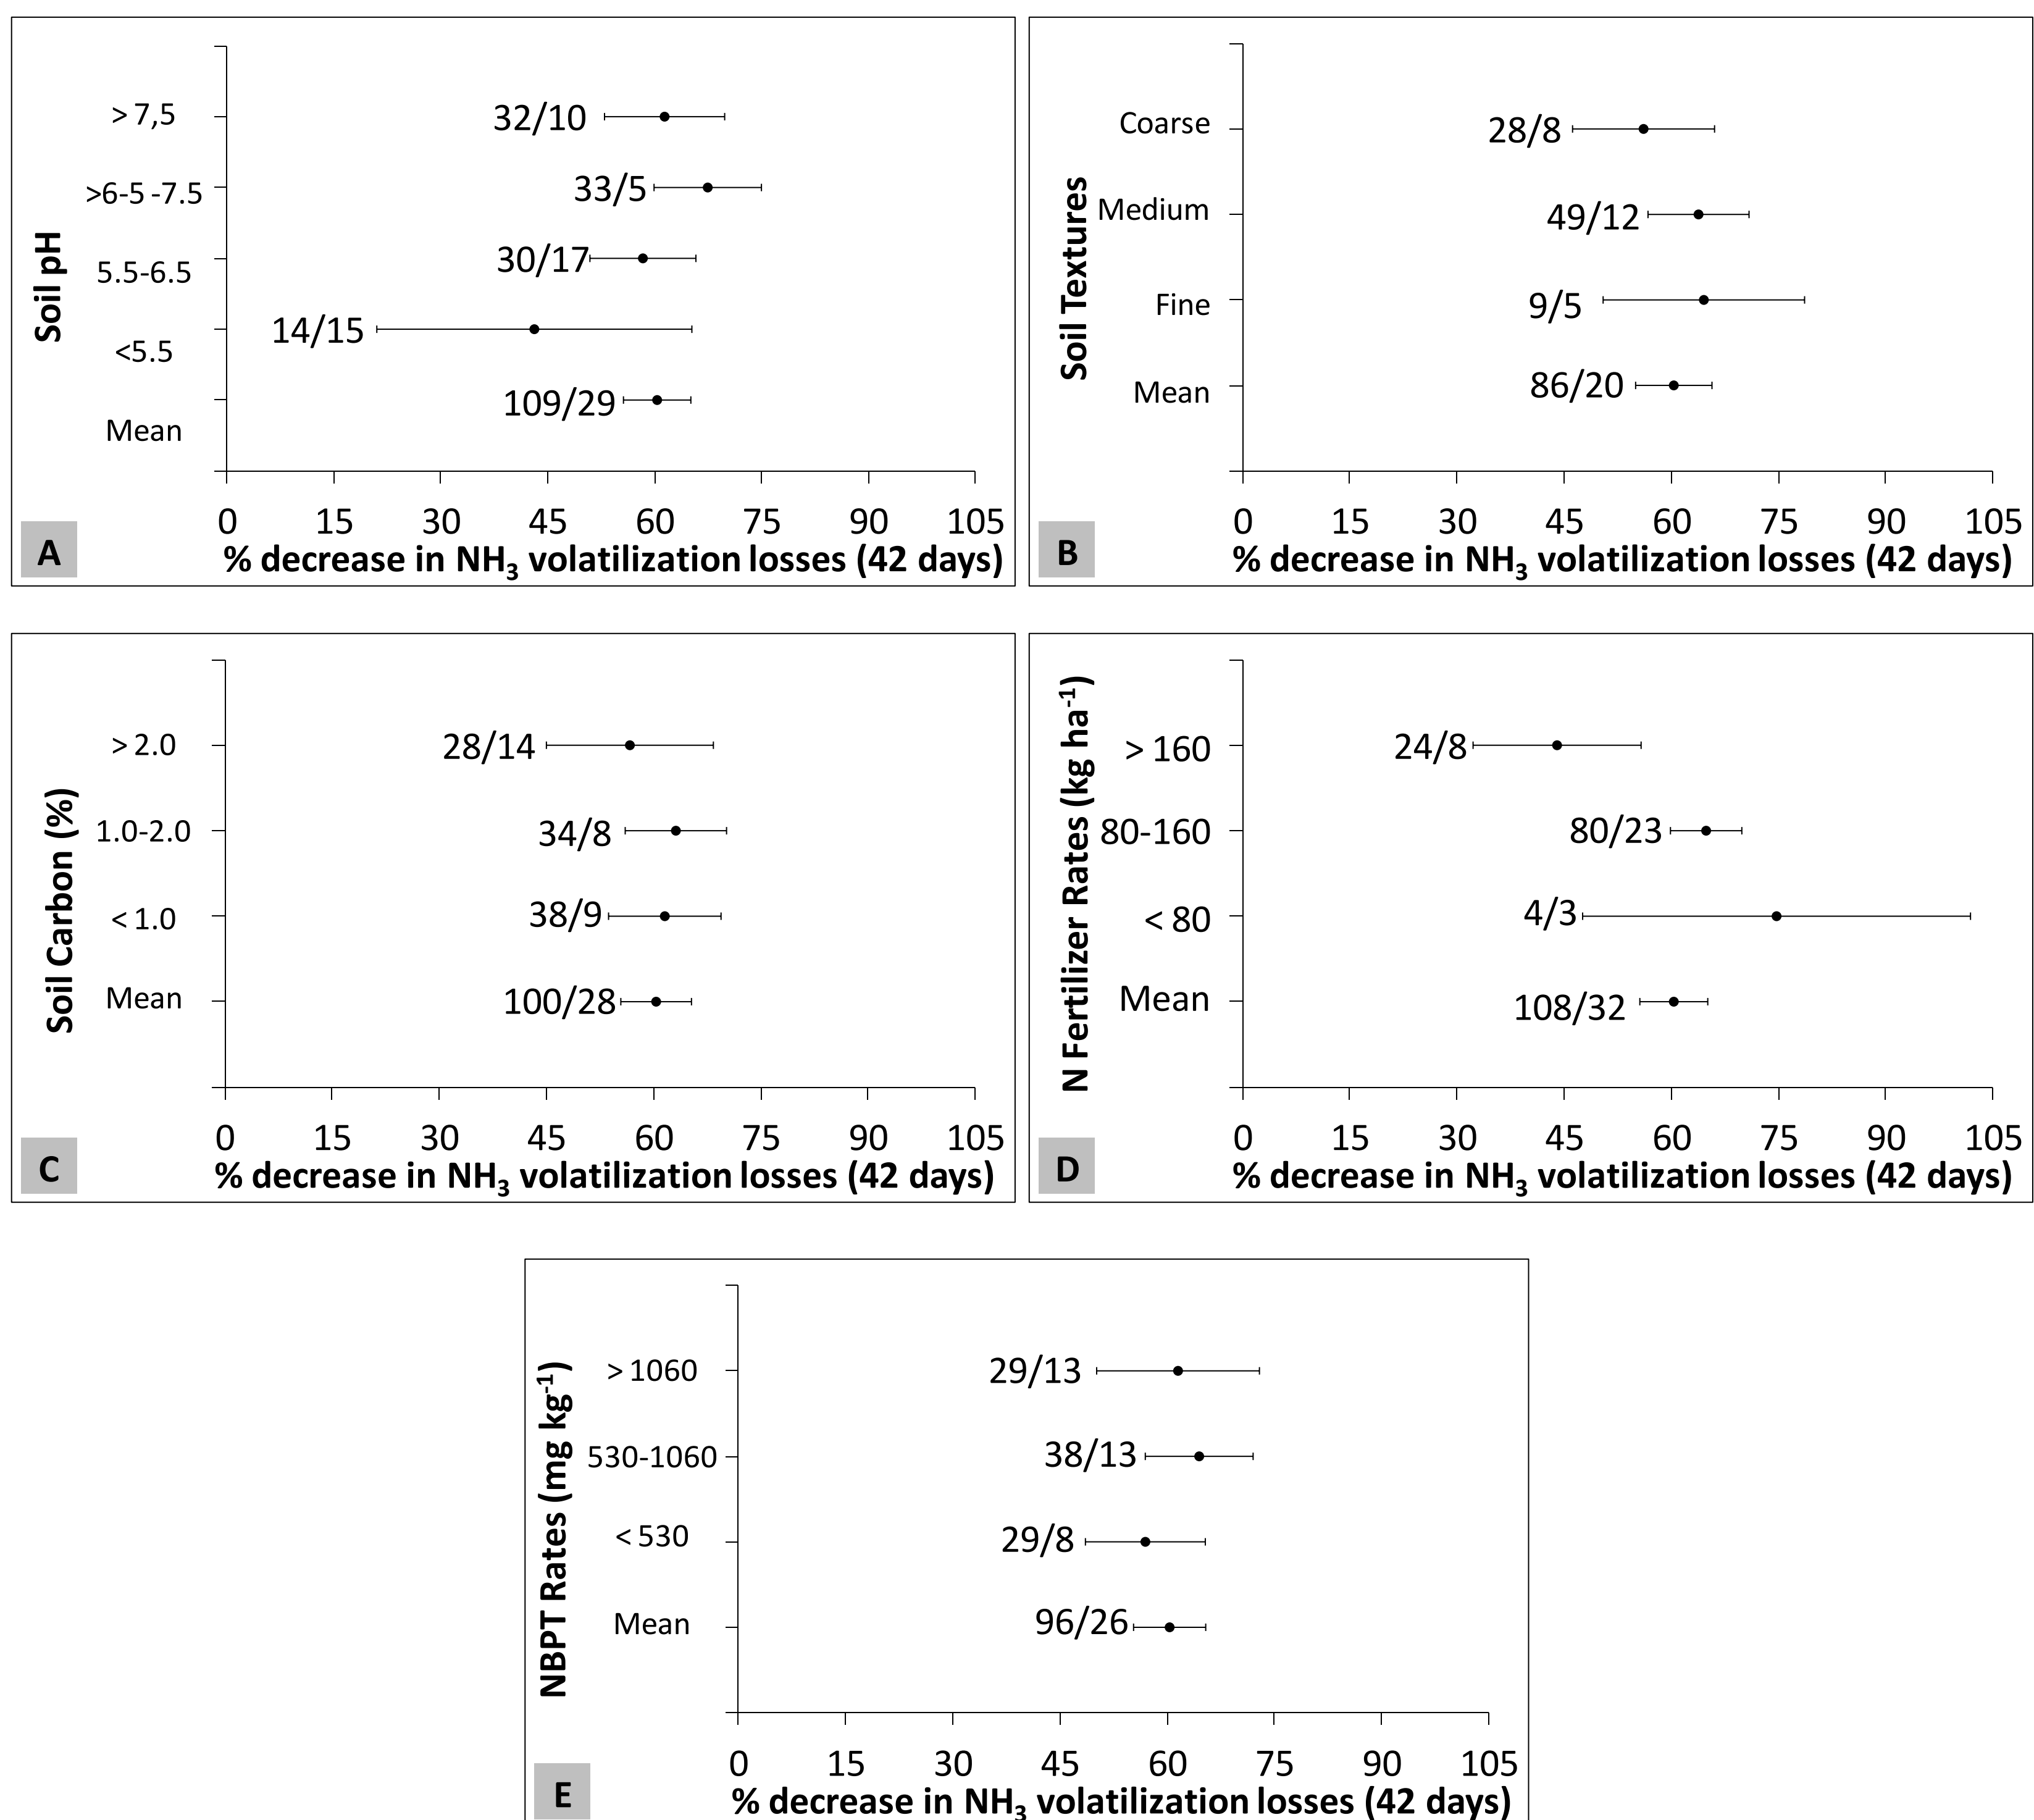 Soil pH
> 7,5
32/10
>6-5 -7.5
33/5
5.5-6.5
30/17
<5.5
14/15
Mean
109/29
0 15 30 45 60 75 90 105
% decrease in NH3 volatilization losses (42 days)
A
Soil Textures
Coarse
28/8
Medium
49/12
Fine
9/5
Mean
86/20
0 15 30 45 60 75 90 105
% decrease in NH3 volatilization losses (42 days)
B
Soil Carbon (%)
> 2.0
28/14
1.0-2.0
34/8
< 1.0
38/9
Mean
100/28
0 15 30 45 60 75 90 105
% decrease in NH3 volatilization losses (42 days)
C
N Fertilizer Rates (kg ha-1)
> 160
24/8
80-160
80/23
< 80
4/3
Mean
108/32
0 15 30 45 60 75 90 105
% decrease in NH3 volatilization losses (42 days)
D
NBPT Rates (mg kg-1)
> 1060
29/13
530-1060
38/13
< 530
29/8
Mean
96/26
0 15 30 45 60 75 90 105
% decrease in NH3 volatilization losses (42 days)
E